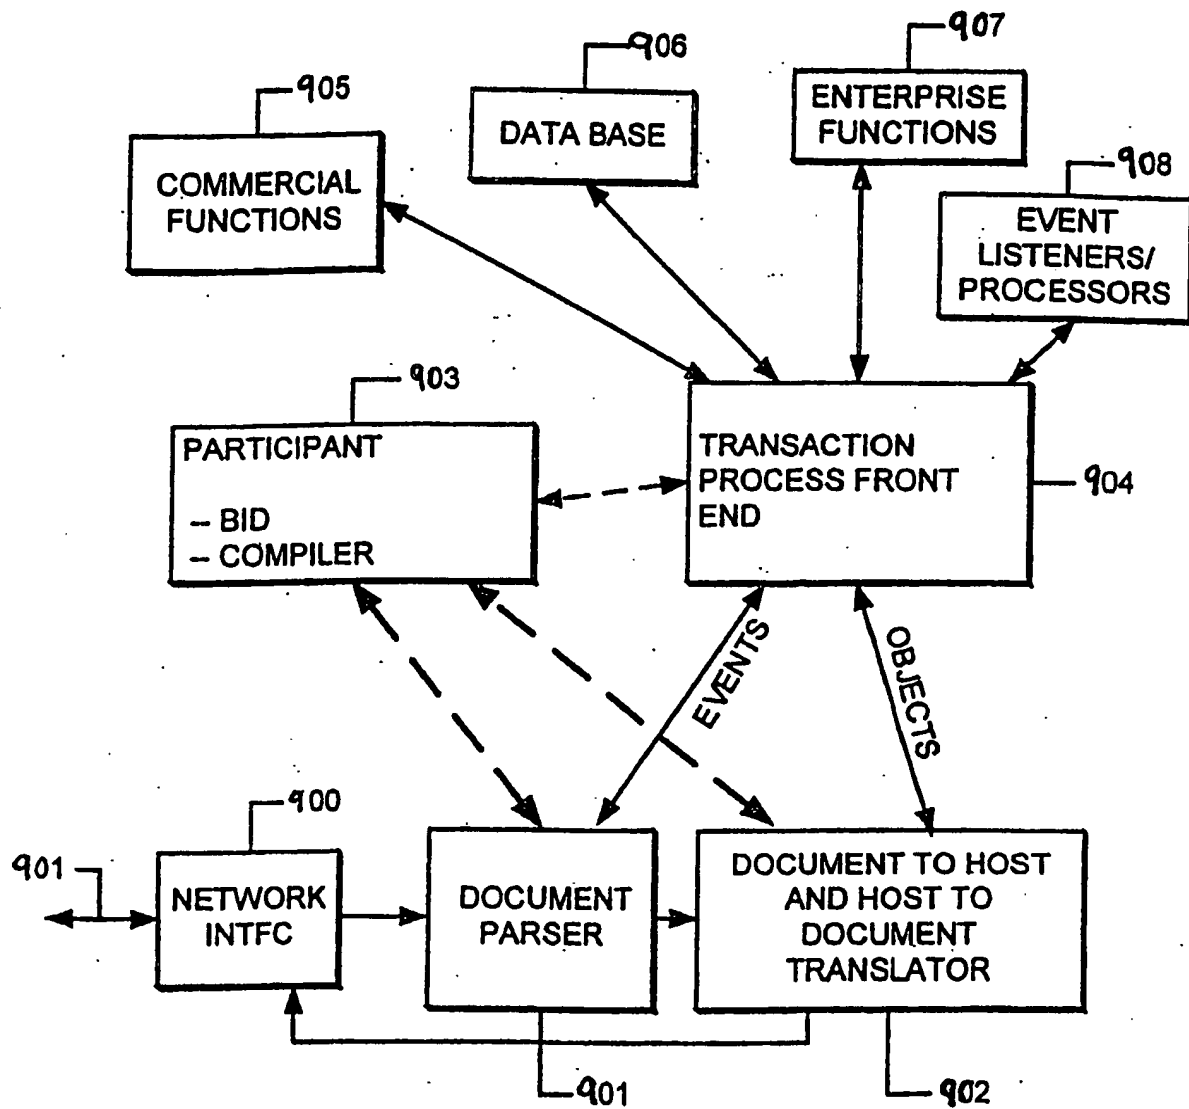 907
906
905
ENTERPRISE
FUNCTIONS
DATA BASE
908
COMMERCIAL
FUNCTIONS
EVENT
LISTENERS/
PROCESSORS
903
PARTICIPANT
– BID
– COMPILER
TRANSACTION
PROCESS FRONT
END
904
EVENTS
OBJECTS
900
901
NETWORK
INTFC
DOCUMENT
PARSER
DOCUMENT TO HOST
AND HOST TO
DOCUMENT
TRANSLATOR
901
902